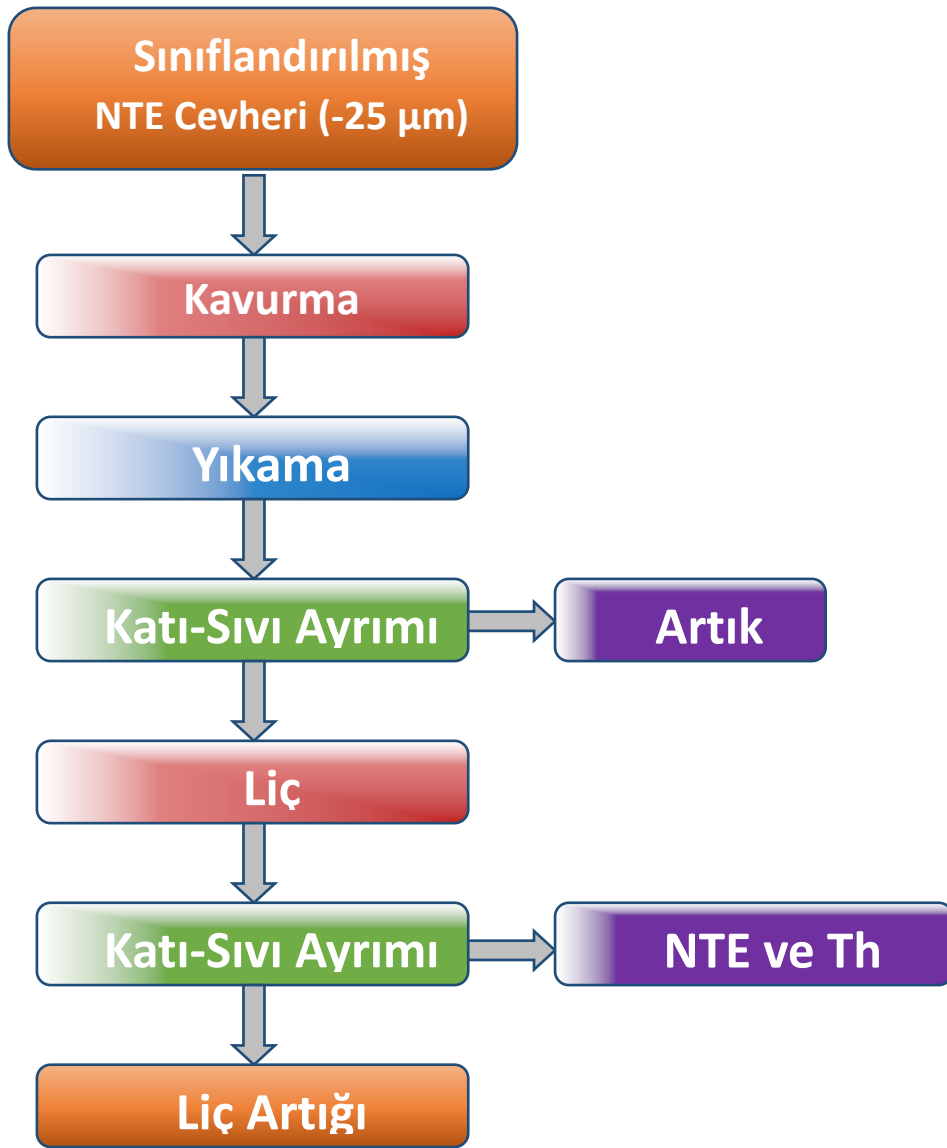 Sınıflandırılmış
NTE Cevheri (-25 µm)
Kavurma
Yıkama
Katı-Sıvı Ayrımı
Artık
Liç
Katı-Sıvı Ayrımı
NTE ve Th
Liç Artığı